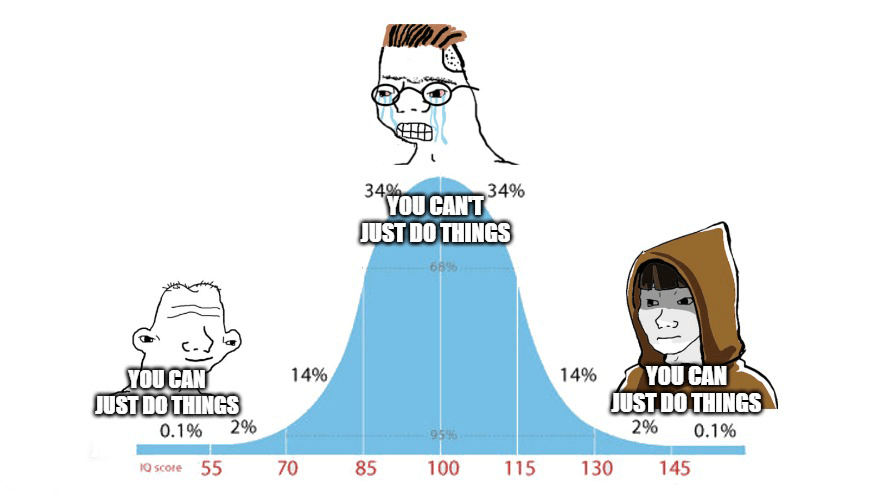 34% 34%
YOU CAN'T
JUST DO THINGS
68%
YOU CAN
JUST DO THINGS
YOU CAN
JUST DO THINGS
14% 14%
0.1% 2% 95% 2% 0.1%
IQ score 55 70 85 100 115 130 145